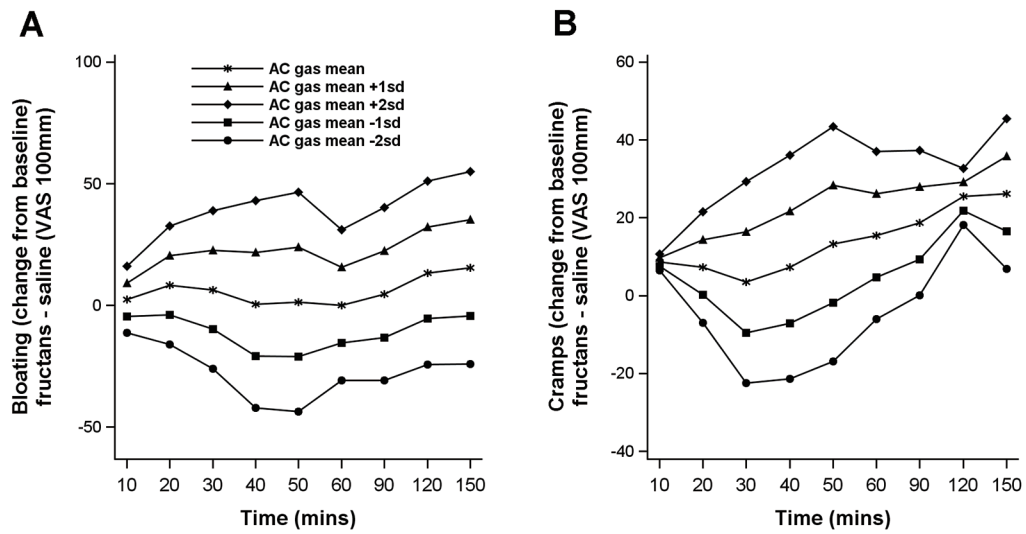 A
Bloating (change from baseline)
fructans - saline (VAS 100mm)
100
50
0
-50
AC gas mean
AC gas mean +1sd
AC gas mean +2sd
AC gas mean -1sd
AC gas mean -2sd
10 20 30 40 50 60 90 120 150
Time (mins)
B
Cramps (change from baseline)
fructans - saline (VAS 100mm)
60
40
20
0
-20
-40
10 20 30 40 50 60 90 120 150
Time (mins)